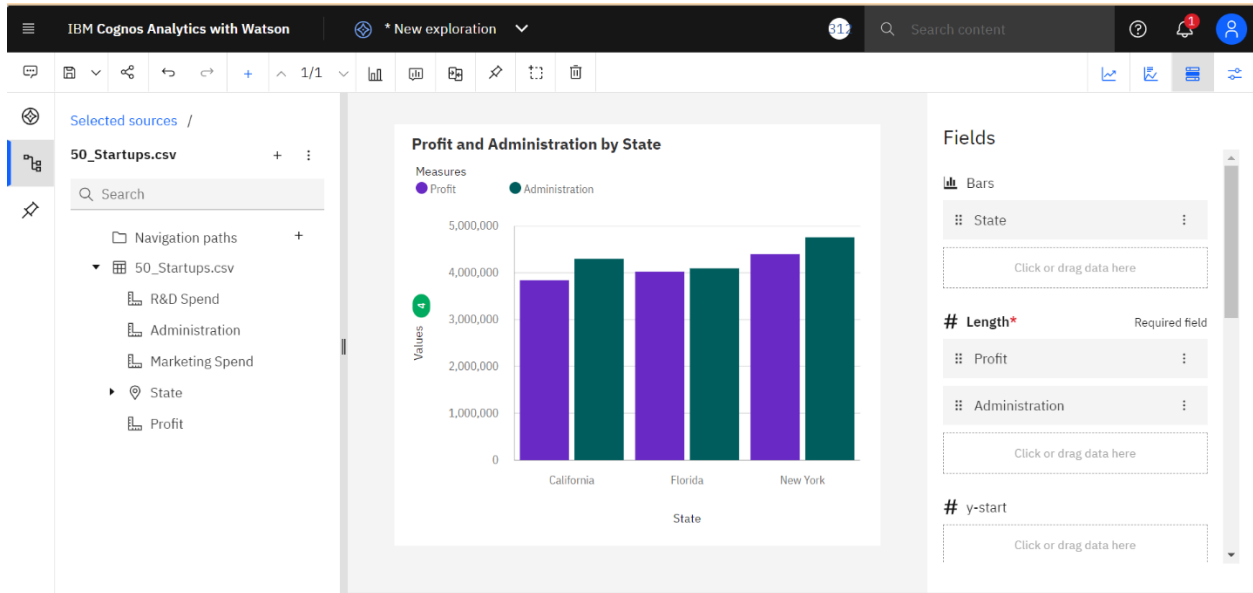 IBM Cognos Analytics with Watson
* New exploration
Search content
1
1/1
Selected sources /
50_Startups.csv
Search
Navigation paths
50_Startups.csv
R&D Spend
Administration
Marketing Spend
State
Profit
Profit and Administration by State
Measures
Profit Administration
5,000,000
4,000,000
3,000,000
2,000,000
1,000,000
0
Values
4
California Florida New York
State
Fields
Bars
State
Click or drag data here
# Length* Required field
Profit
Administration
Click or drag data here
# y-start
Click or drag data here